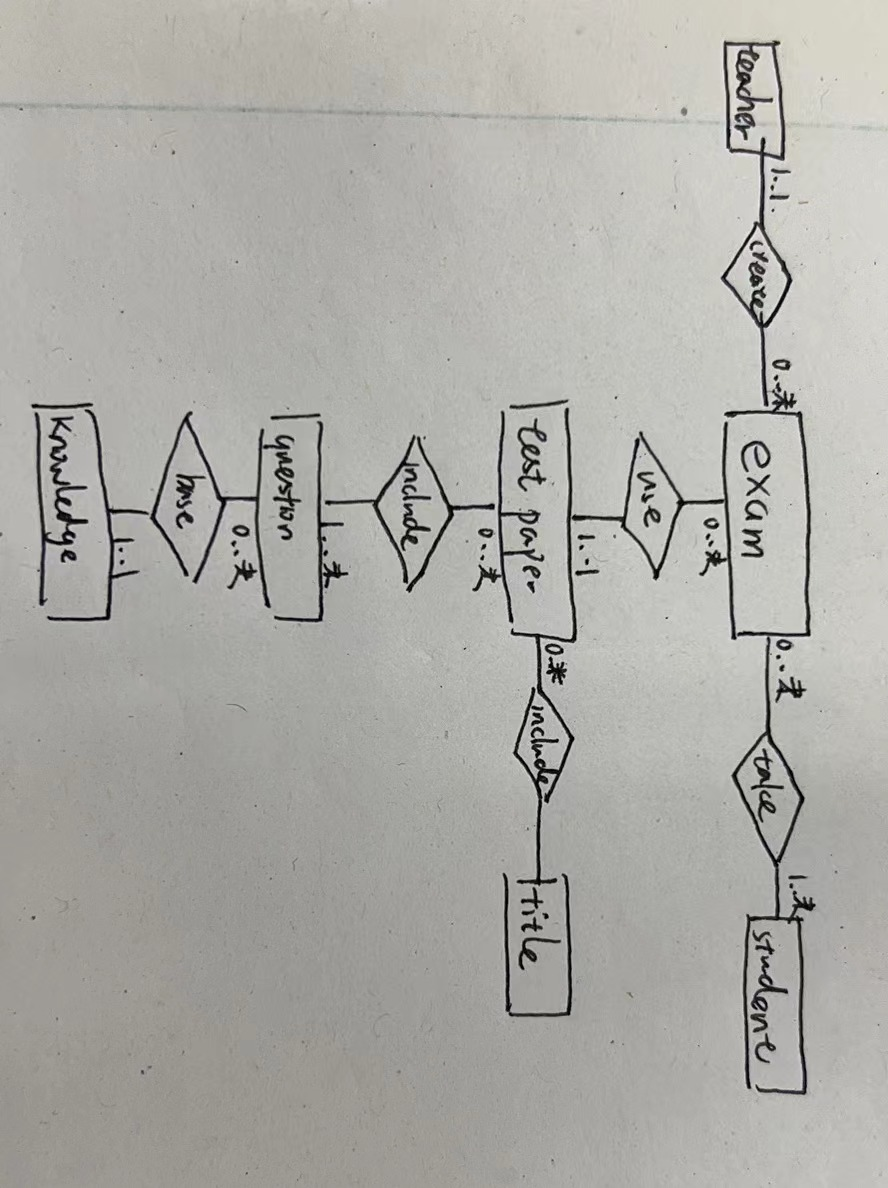 teacher
1..1.
create
0...*
exam
0...*
take
1..*
student
0..*
use
1..1
test paper
0.*
include
title
0...*
include
1...*
question
0...*
base
1..1
Knowledge